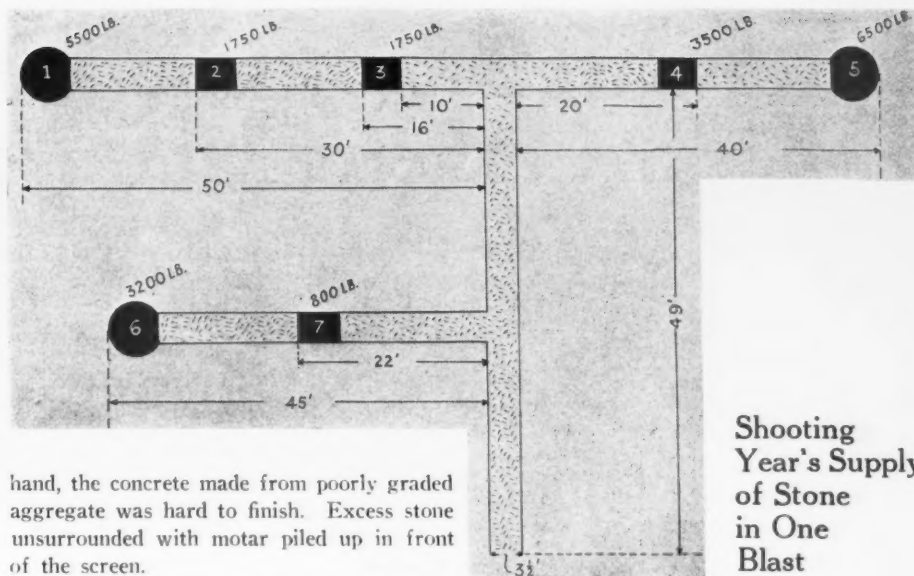 5500 LB.
1750 LB.
1750 LB.
3500 LB.
6500 LB.
1
2
3
4
5
10'
20'
16'
30'
40'
50'
3200 LB.
800 LB.
6
7
49'
22'
45'
3½'
hand, the concrete made from poorly graded
aggregate was hard to finish. Excess stone
unsurrounded with motar piled up in front
of the screen.
Shooting
Year's Supply
of Stone
in One
Blast